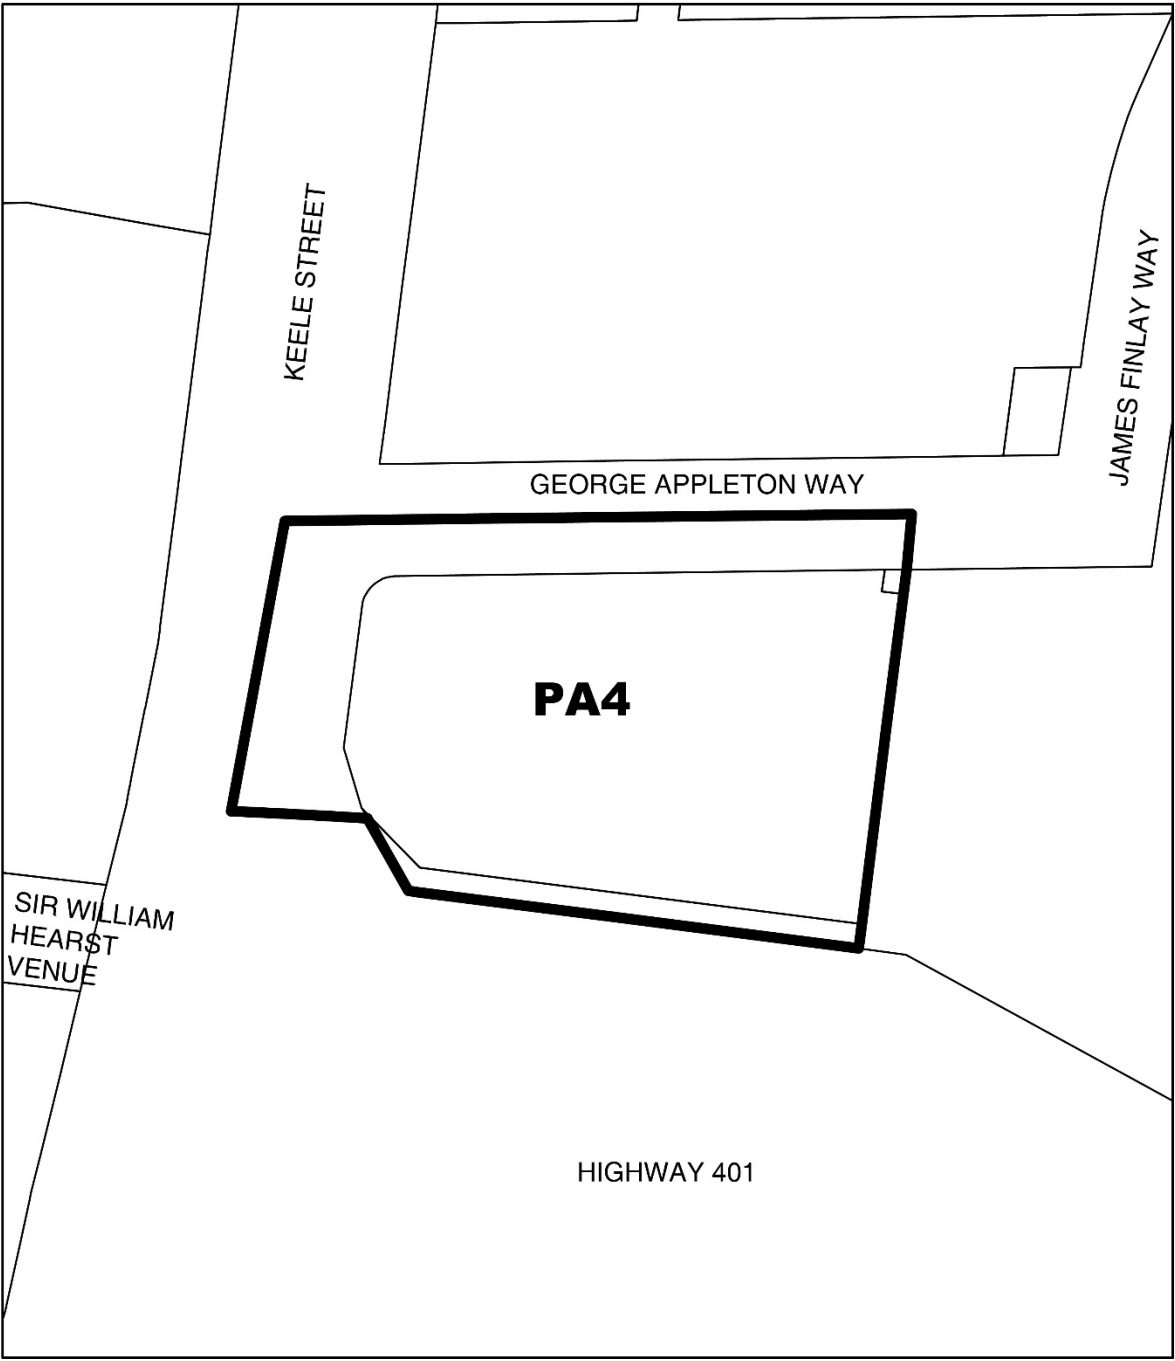 KEELE STREET
JAMES FINLAY WAY
GEORGE APPLETON WAY
PA4
SIR WILLIAM
HEARST
VENUE
HIGHWAY 401